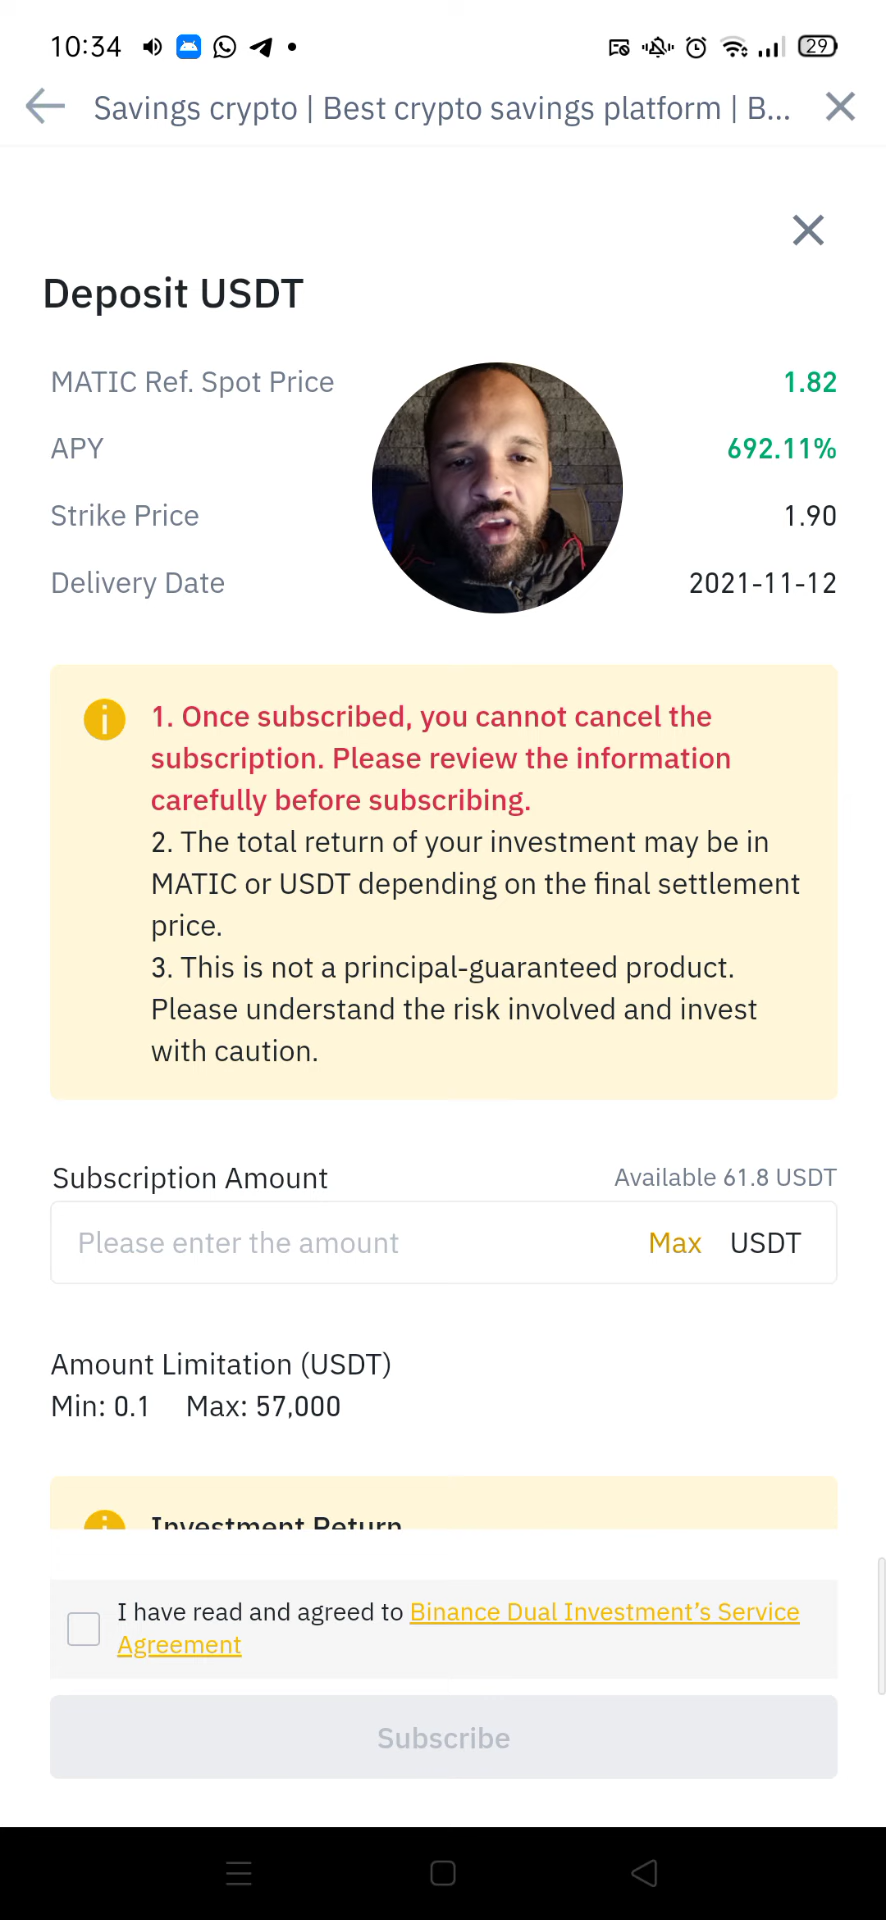 10:34
29
Savings crypto | Best crypto savings platform | B...
Deposit USDT
MATIC Ref. Spot Price 1.82
APY 692.11%
Strike Price 1.90
Delivery Date 2021-11-12
1. Once subscribed, you cannot cancel the
subscription. Please review the information
carefully before subscribing.
2. The total return of your investment may be in
MATIC or USDT depending on the final settlement
price.
3. This is not a principal-guaranteed product.
Please understand the risk involved and invest
with caution.
Subscription Amount Available 61.8 USDT
Please enter the amount Max USDT
Amount Limitation (USDT)
Min: 0.1 Max: 57,000
Investment Return
I have read and agreed to Binance Dual Investment’s Service
Agreement
Subscribe